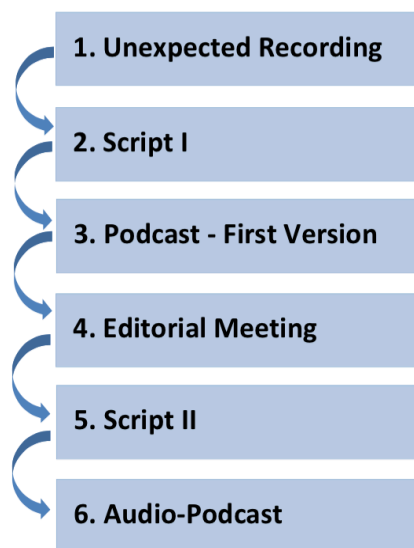 1. Unexpected Recording
2. Script I
3. Podcast - First Version
4. Editorial Meeting
5. Script II
6. Audio-Podcast